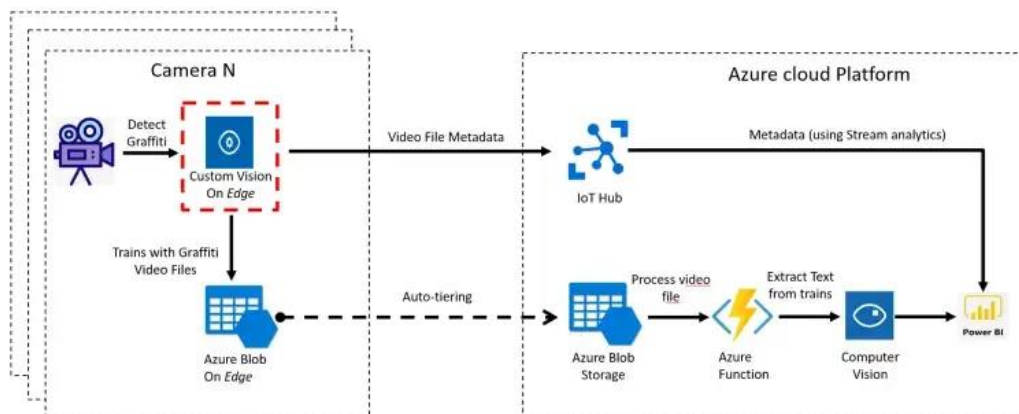 Camera N
Azure cloud Platform
Detect
Graffiti
Custom Vision
On Edge
Video File Metadata
IoT Hub
Metadata (using Stream analytics)
Trains with Graffiti
Video Files
Azure Blob
On Edge
Auto-tiering
Azure Blob
Storage
Process video
file
Azure
Function
Extract Text
from trains
Computer
Vision
Power BI